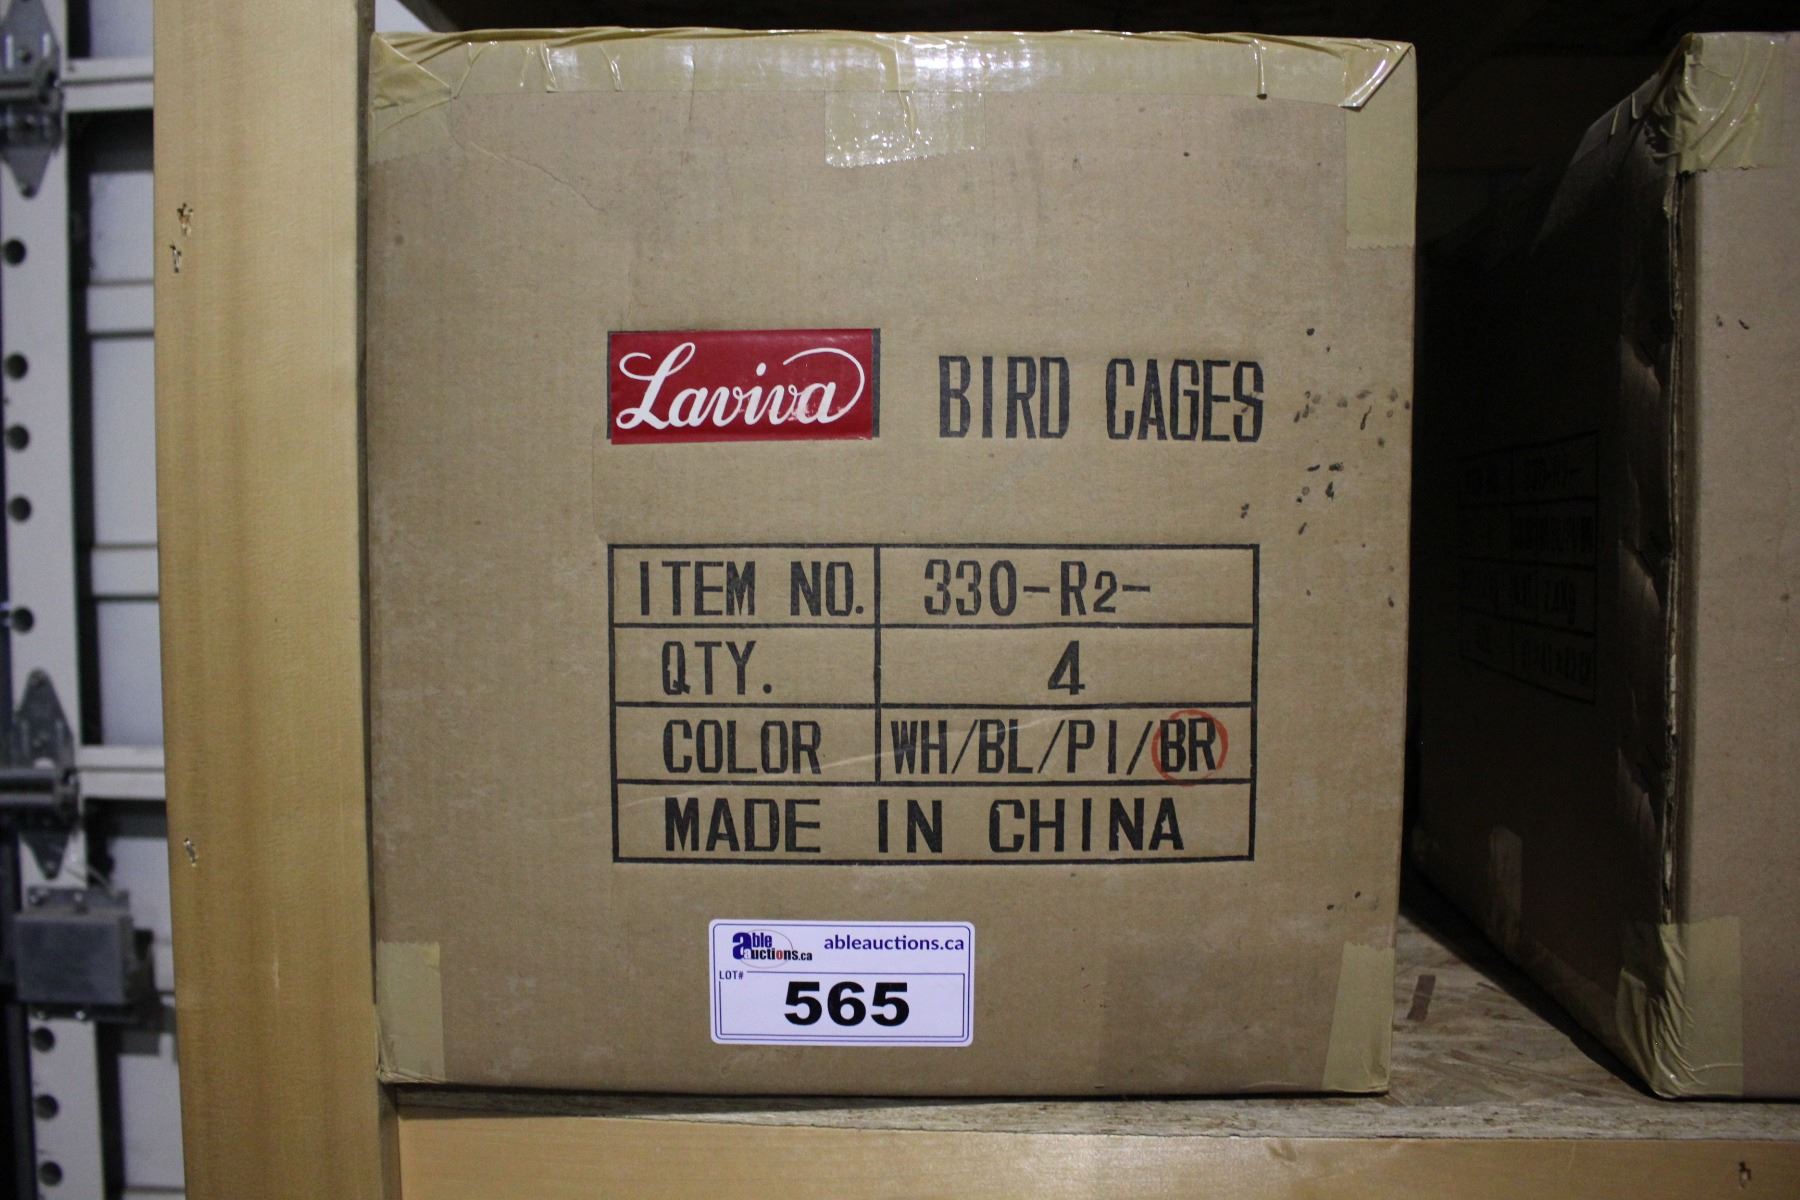 Laviva BIRD CAGES
ITEM NO. 330-R2-
QTY. 4
COLOR WH/BL/PI/BR
MADE IN CHINA
able auctions.ca ableauctions.ca
LOT#
565